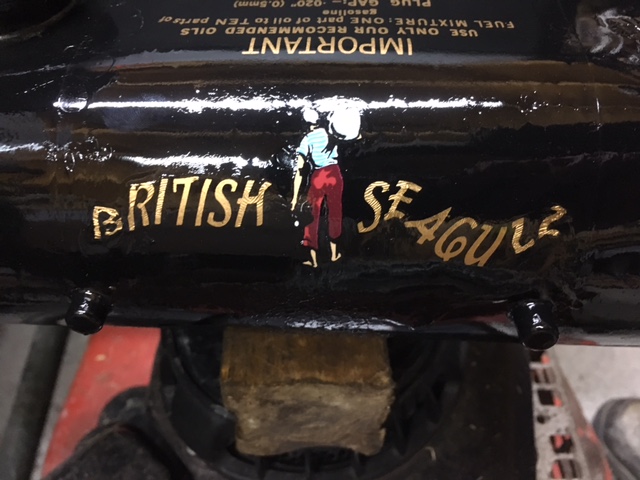 IMPORTANT
USE ONLY OUR RECOMMENDED OILS
FUEL MIXTURE: ONE part of oil to TEN parts of
gasoline
PLUG GAP:- .020" (0.5mm)
BRITISH SEAGULL